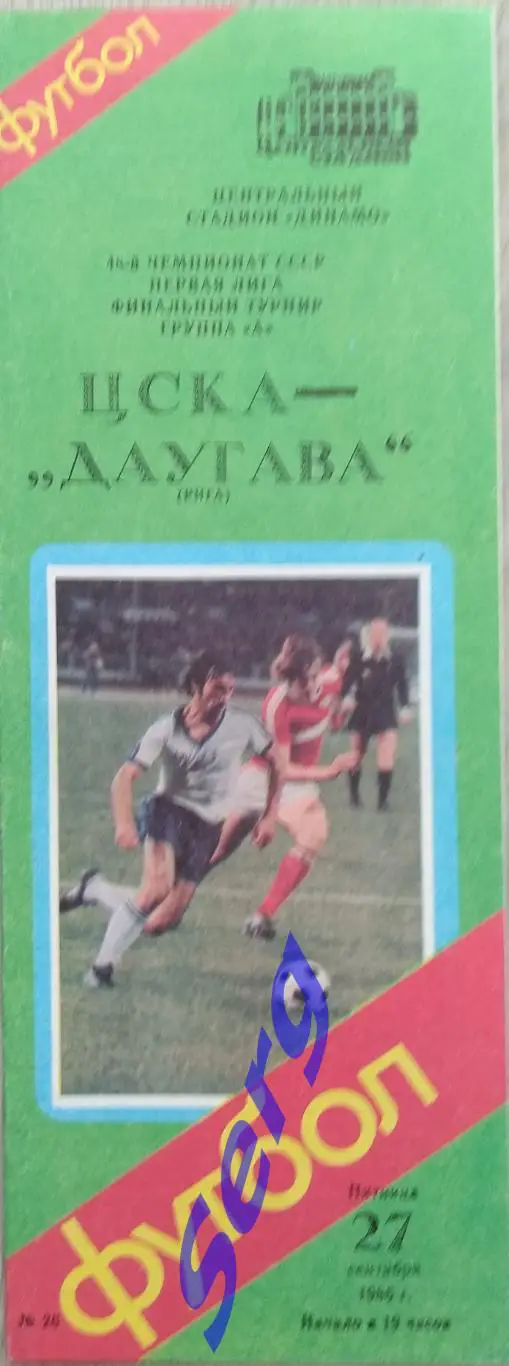 футбол
ЦЕНТРАЛЬНЫЙ
СТАДИОН «ДИНАМО»
ЧЕМПИОНАТ СССР
ПЕРВАЯ ЛИГА
ФИНАЛЬНЫЙ ТУРНИР
ГРУППА «А»
ЦСКА—
„ДАУГАВА“
(РИГА)
футбол
serg
Пятница
27
сентября
г.
Начало в 19 часов